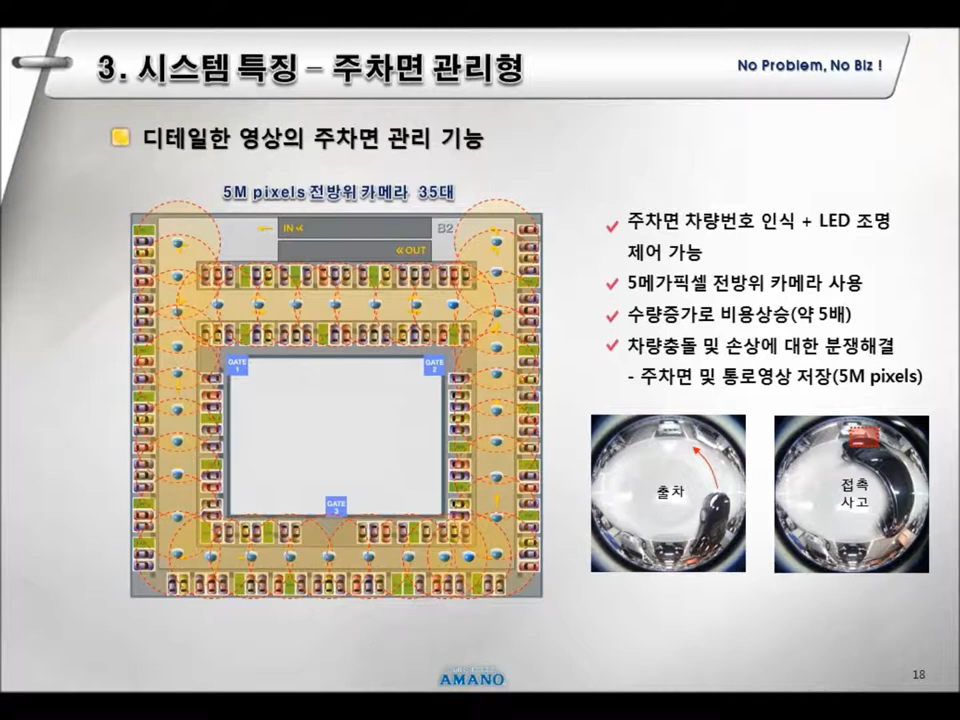 3. 시스템 특징 – 주차면 관리형
No Problem, No Biz !
디테일한 영상의 주차면 관리 기능
5M pixels 전방위 카메라 35대
IN
B2
OUT
GATE 1
GATE 2
GATE 3
주차면 차량번호 인식 + LED 조명
제어 가능
5메가픽셀 전방위 카메라 사용
수량증가로 비용상승(약 5배)
차량충돌 및 손상에 대한 분쟁해결
- 주차면 및 통로영상 저장(5M pixels)
출차
접촉
사고
AMANO
18